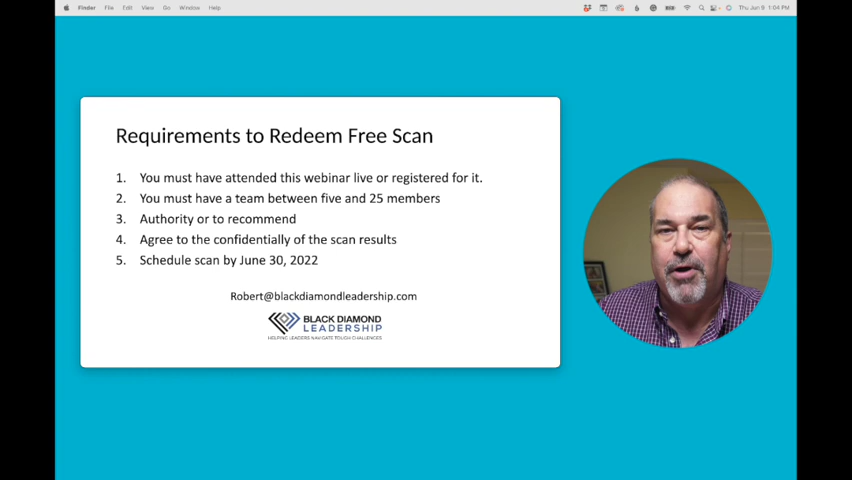 Finder File Edit View Go Window Help
Thu Jun 9 1:04 PM
Requirements to Redeem Free Scan
1. You must have attended this webinar live or registered for it.
2. You must have a team between five and 25 members
3. Authority or to recommend
4. Agree to the confidentially of the scan results
5. Schedule scan by June 30, 2022
Robert@blackdiamondleadership.com
BLACK DIAMOND
LEADERSHIP
HELPING LEADERS NAVIGATE TOUGH CHALLENGES